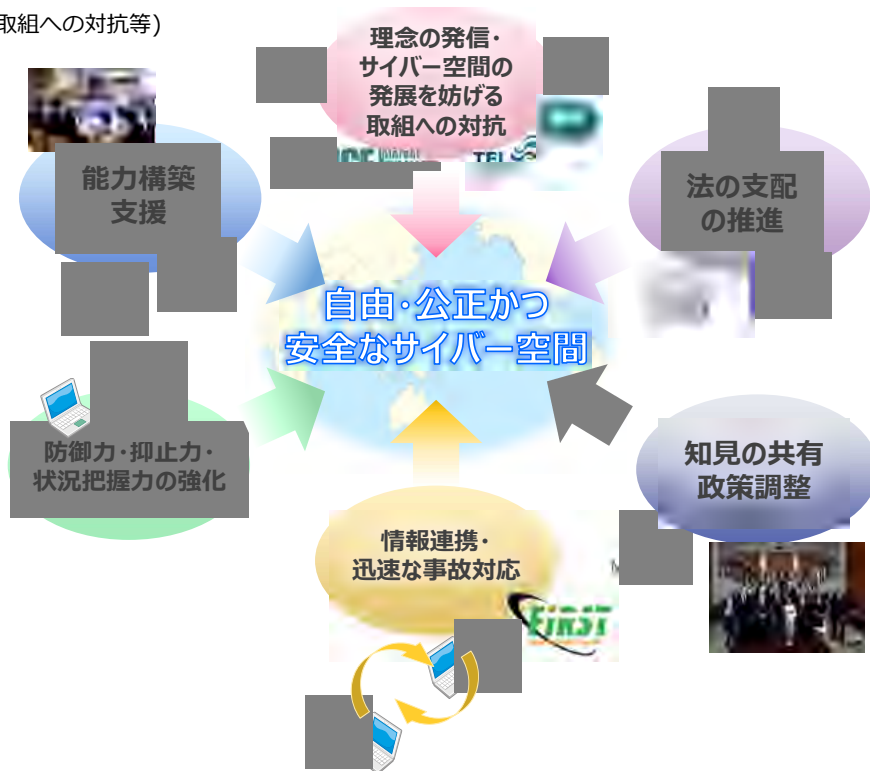 取組への対抗等)
理念の発信・
サイバー空間の
発展を妨げる
取組への対抗
能力構築
支援
法の支配
の推進
自由・公正かつ
安全なサイバー空間
防御力・抑止力・
状況把握力の強化
知見の共有
政策調整
情報連携・
迅速な事故対応
FIRST